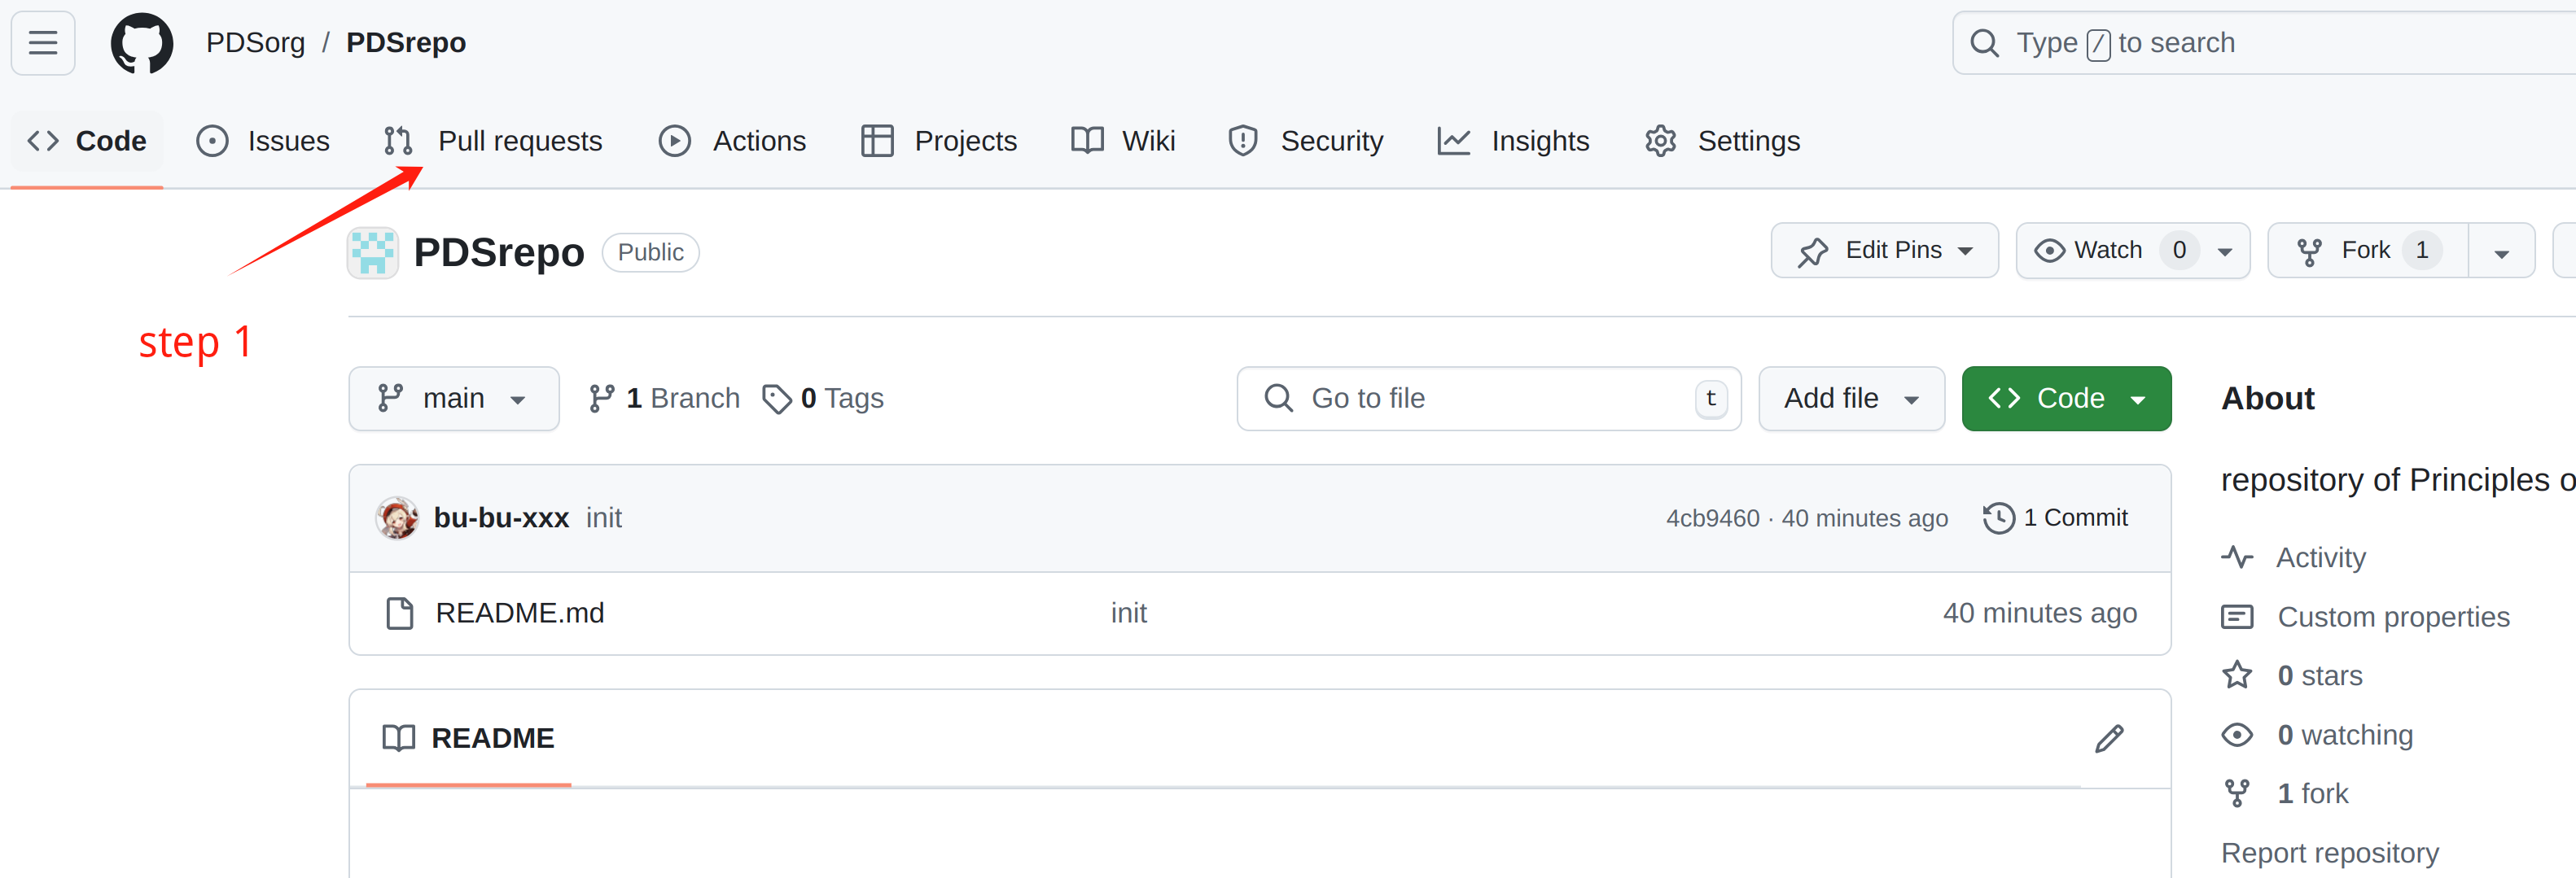 PDSorg / PDSrepo
Type / to search
Code Issues Pull requests Actions Projects Wiki Security Insights Settings
PDSrepo Public
Edit Pins Watch 0 Fork 1
step 1
main 1 Branch 0 Tags
Go to file t Add file Code
About
repository of Principles o
bu-bu-xxx init 4cb9460 · 40 minutes ago 1 Commit
README.md init 40 minutes ago
README
Activity
Custom properties
0 stars
0 watching
1 fork
Report repository